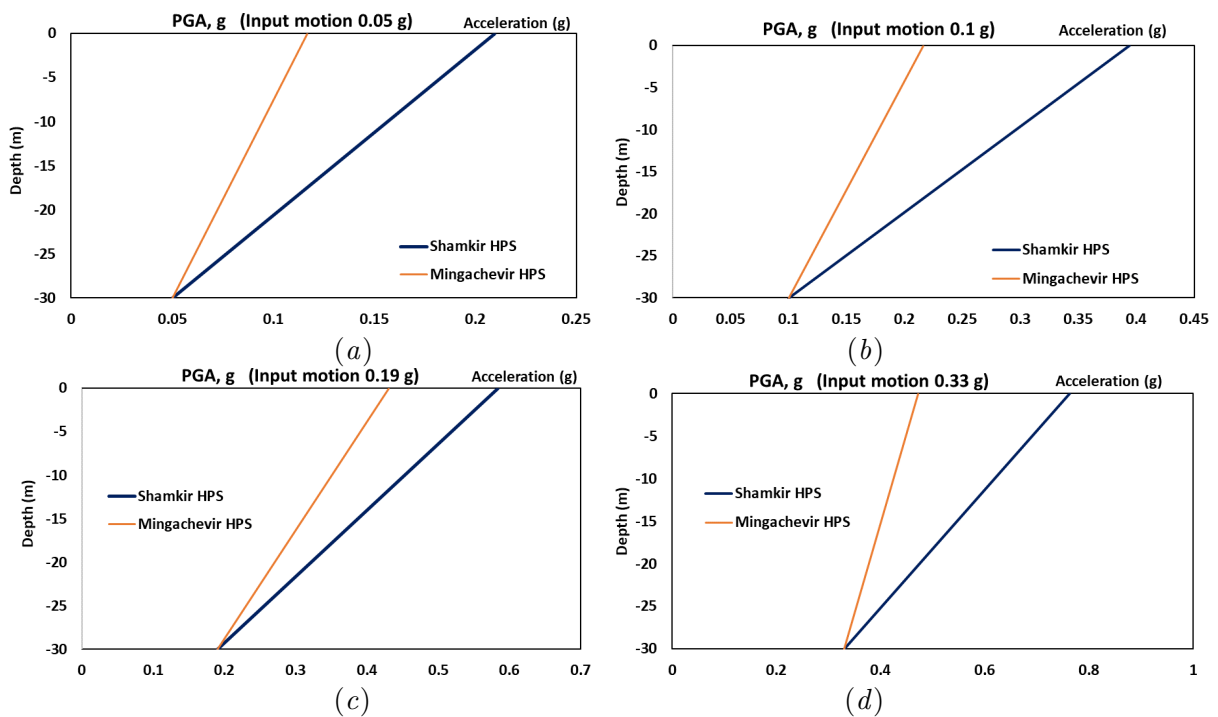 PGA, g (Input motion 0.05 g) Acceleration (g)
0
-5
-10
-15
-20
-25
-30
Depth (m)
Shamkir HPS
Mingachevir HPS
0 0.05 0.1 0.15 0.2 0.25
(a)
PGA, g (Input motion 0.1 g) Acceleration (g)
0
-5
-10
-15
-20
-25
-30
Depth (m)
Shamkir HPS
Mingachevir HPS
0 0.05 0.1 0.15 0.2 0.25 0.3 0.35 0.4 0.45
(b)
PGA, g (Input motion 0.19 g) Acceleration (g)
0
-5
-10
-15
-20
-25
-30
Depth (m)
Shamkir HPS
Mingachevir HPS
0 0.1 0.2 0.3 0.4 0.5 0.6 0.7
(c)
PGA, g (Input motion 0.33 g) Acceleration (g)
0
-5
-10
-15
-20
-25
-30
Depth (m)
Shamkir HPS
Mingachevir HPS
0 0.2 0.4 0.6 0.8 1
(d)